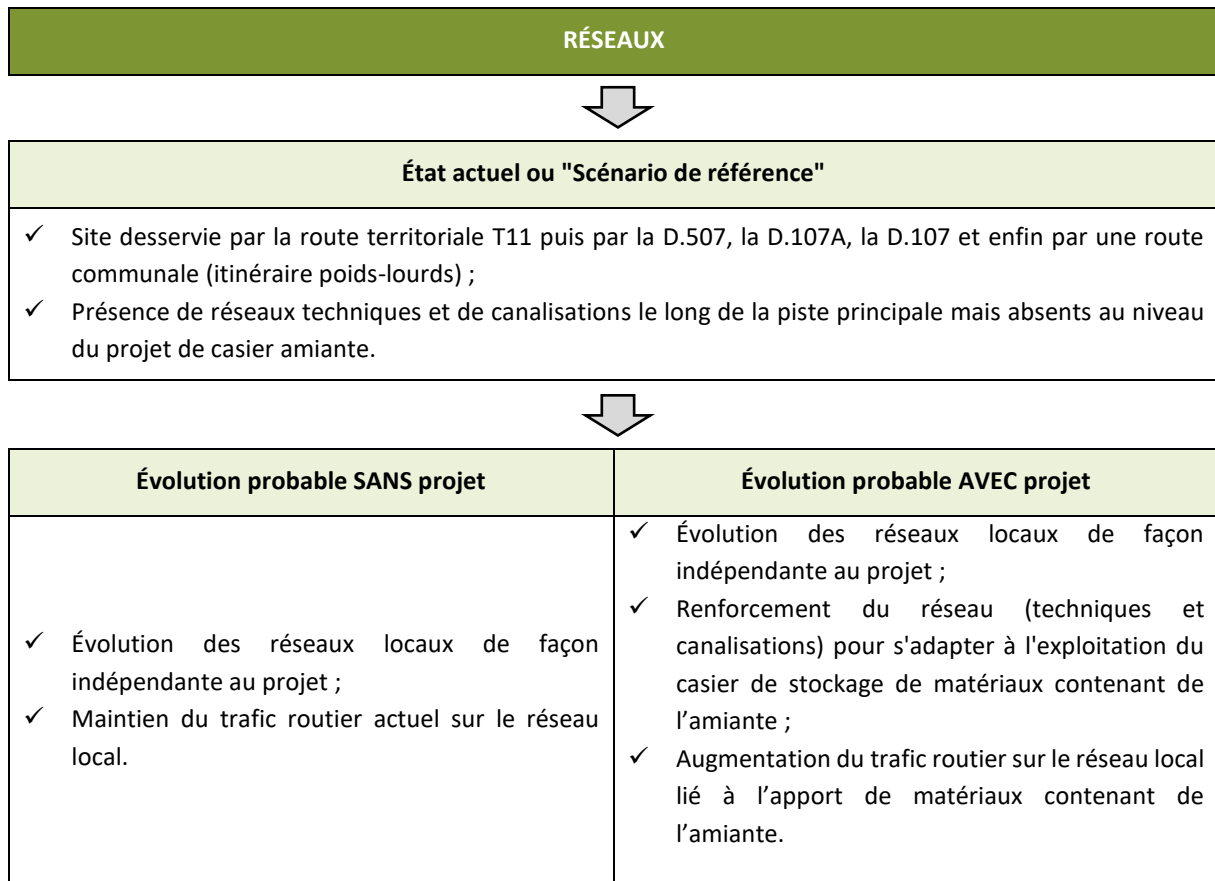 RÉSEAUX
État actuel ou "Scénario de référence"
✓ Site desservie par la route territoriale T11 puis par la D.507, la D.107A, la D.107 et enfin par une route
communale (itinéraire poids-lourds) ;
✓ Présence de réseaux techniques et de canalisations le long de la piste principale mais absents au niveau
du projet de casier amiante.
Évolution probable SANS projet
✓ Évolution des réseaux locaux de façon
indépendante au projet ;
✓ Maintien du trafic routier actuel sur le réseau
local.
Évolution probable AVEC projet
✓ Évolution des réseaux locaux de façon
indépendante au projet ;
✓ Renforcement du réseau (techniques et
canalisations) pour s'adapter à l'exploitation du
casier de stockage de matériaux contenant de
l’amiante ;
✓ Augmentation du trafic routier sur le réseau local
lié à l’apport de matériaux contenant de
l’amiante.